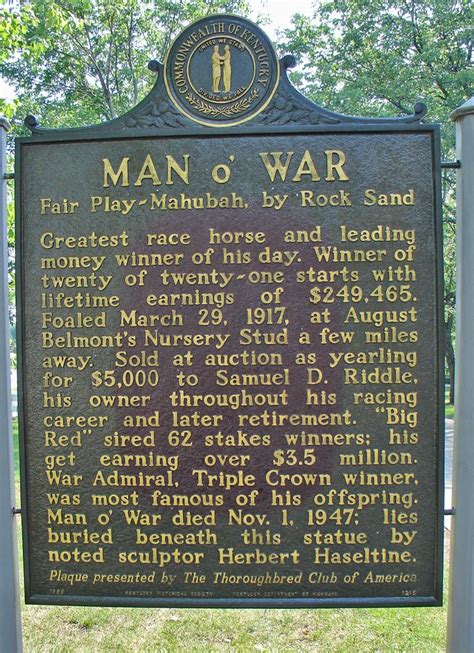 COMMONWEALTH OF KENTUCKY
UNITED WE STAND
DIVIDED WE FALL
MAN o' WAR
Fair Play-Mahubah, by Rock Sand
Greatest race horse and leading
money winner of his day. Winner of
twenty of twenty-one starts with
lifetime earnings of $249,465.
Foaled March 29, 1917, at August
Belmont's Nursery Stud a few miles
away. Sold at auction as yearling
for $5,000 to Samuel D. Riddle,
his owner throughout his racing
career and later retirement. "Big
Red" sired 62 stakes winners; his
get earning over $3.5 million.
War Admiral, Triple Crown winner,
was most famous of his offspring.
Man o' War died Nov. 1, 1947; lies
buried beneath this statue by
noted sculptor Herbert Haseltine.
Plaque presented by The Thoroughbred Club of America
KENTUCKY HISTORICAL SOCIETY KENTUCKY DEPARTMENT OF HIGHWAYS